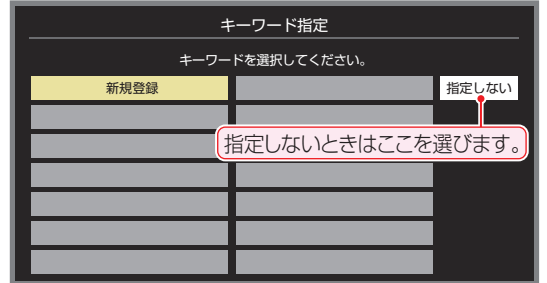 キーワード指定
キーワードを選択してください。
新規登録
指定しない
指定しないときはここを選びます。